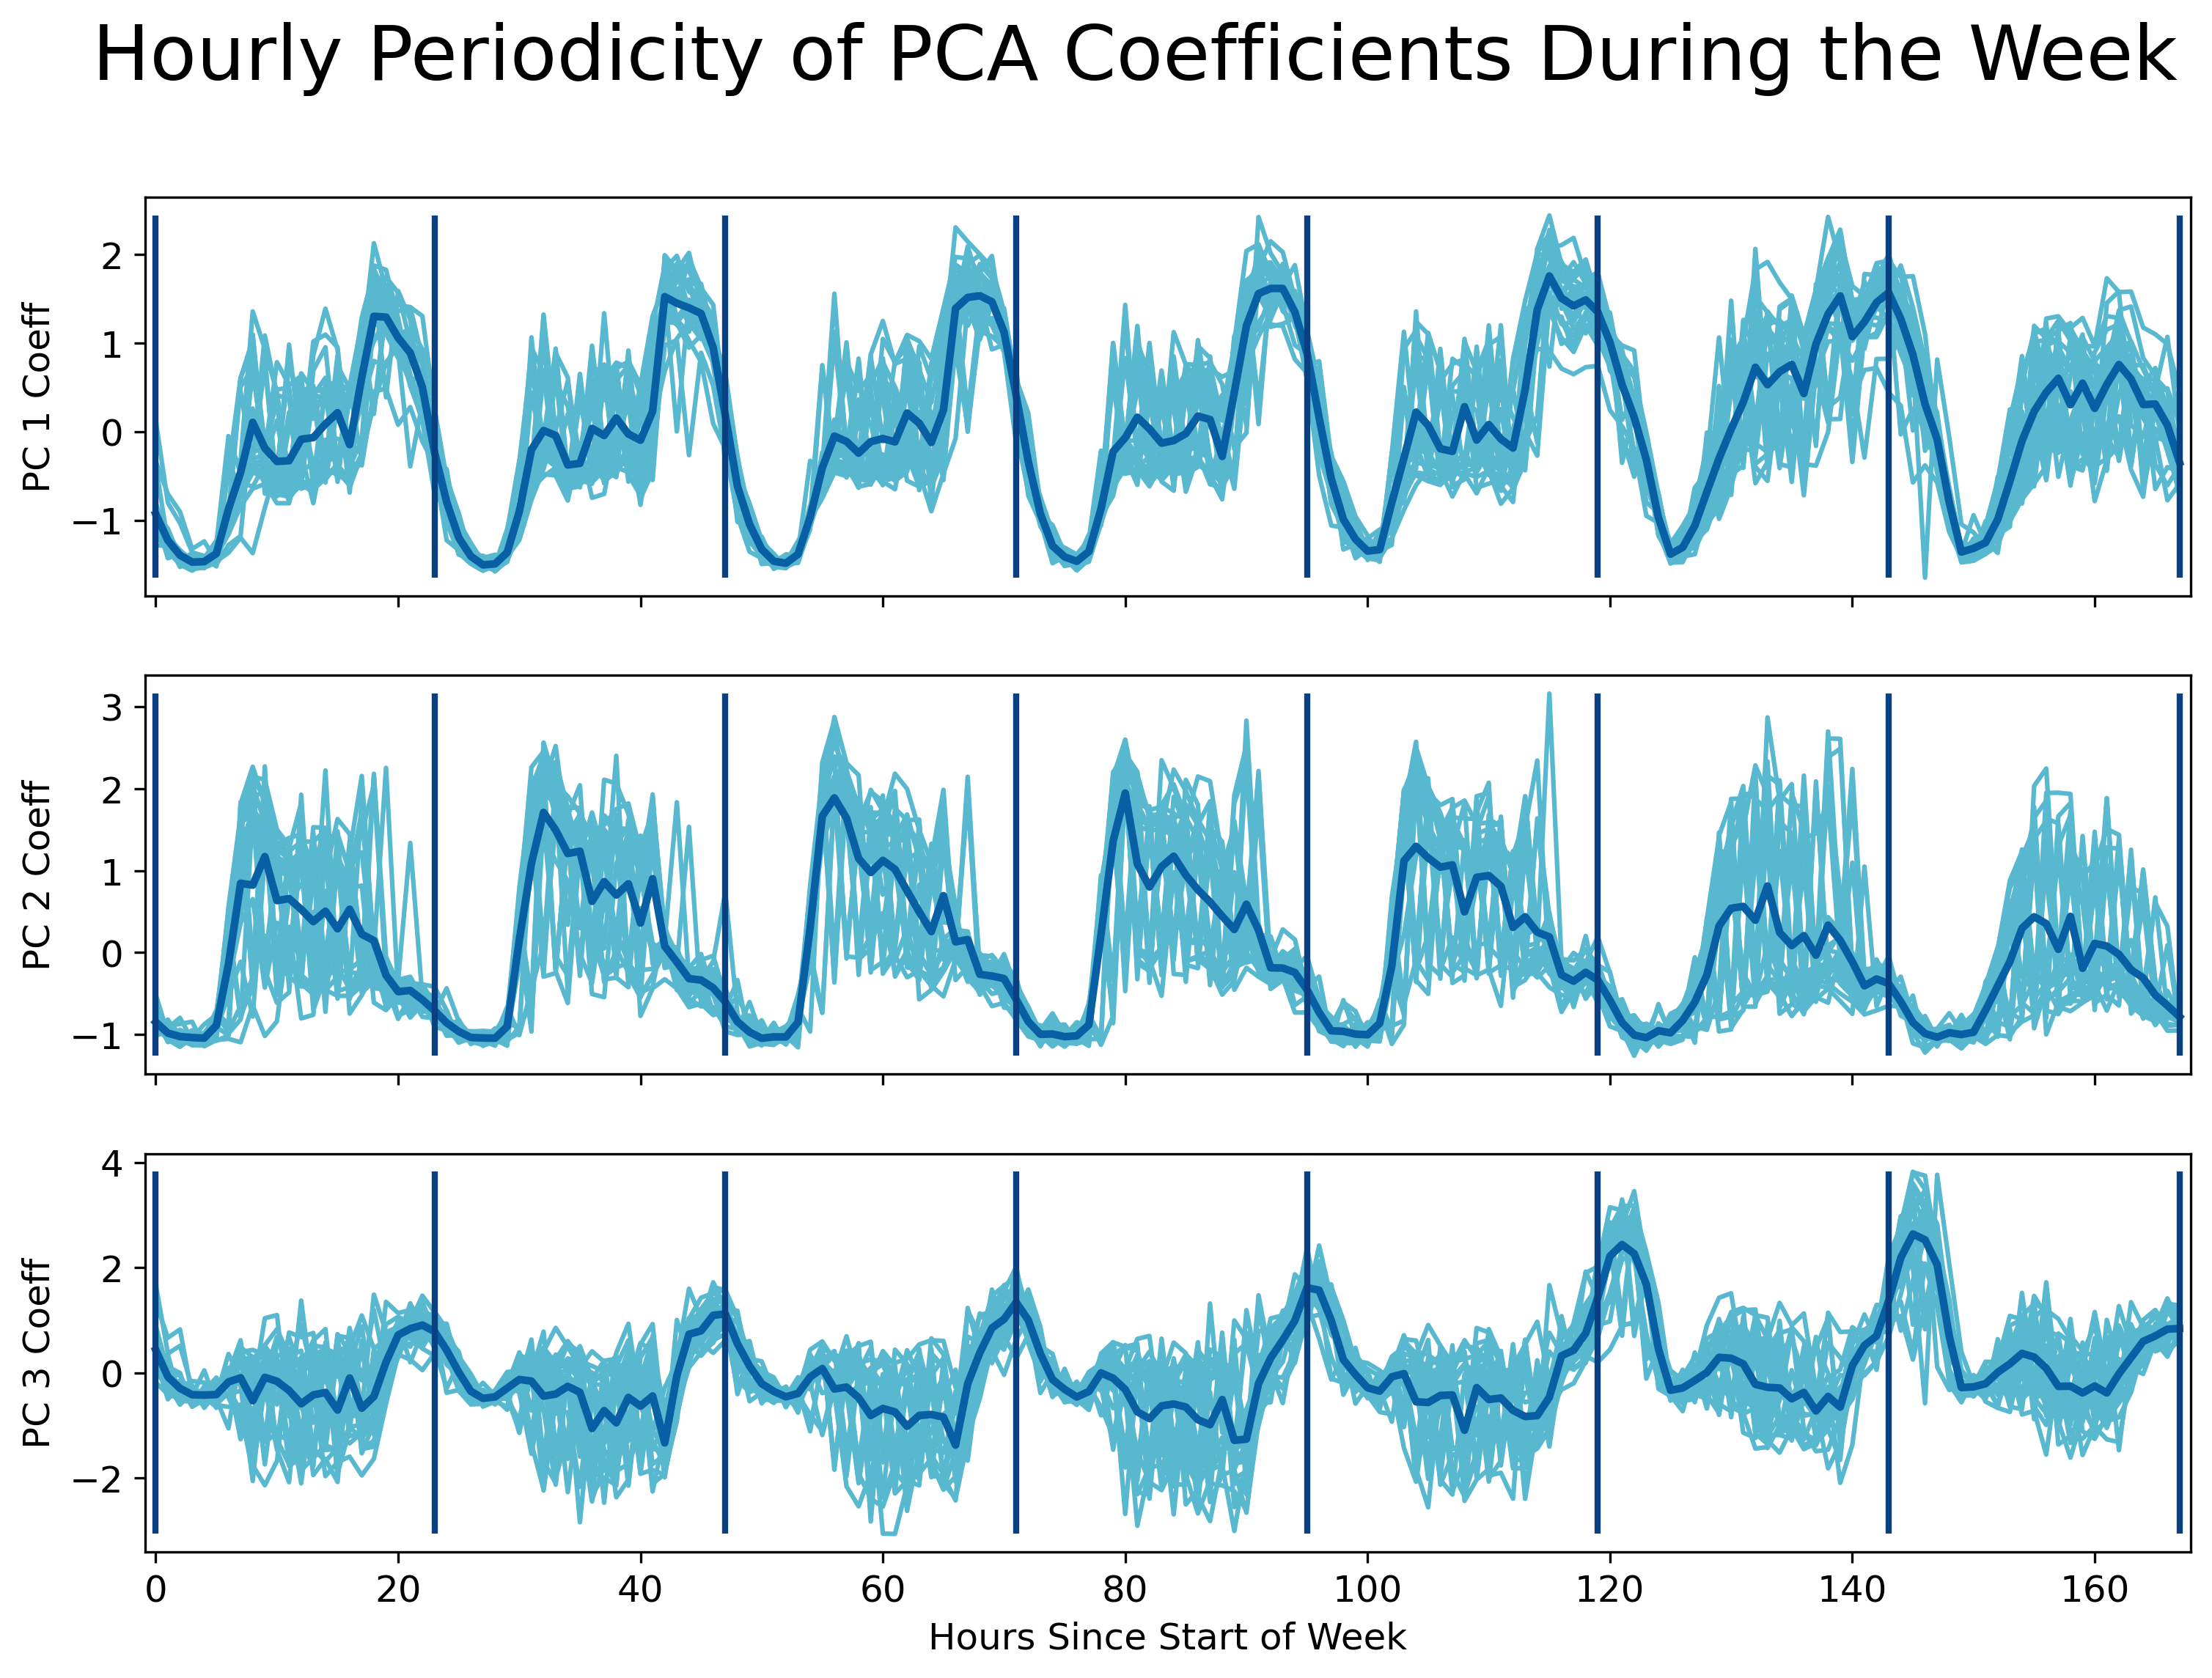 Hourly Periodicity of PCA Coefficients During the Week
PC 1 Coeff
2
1
0
−1
PC 2 Coeff
3
2
1
0
−1
PC 3 Coeff
4
2
0
−2
0 20 40 60 80 100 120 140 160
Hours Since Start of Week